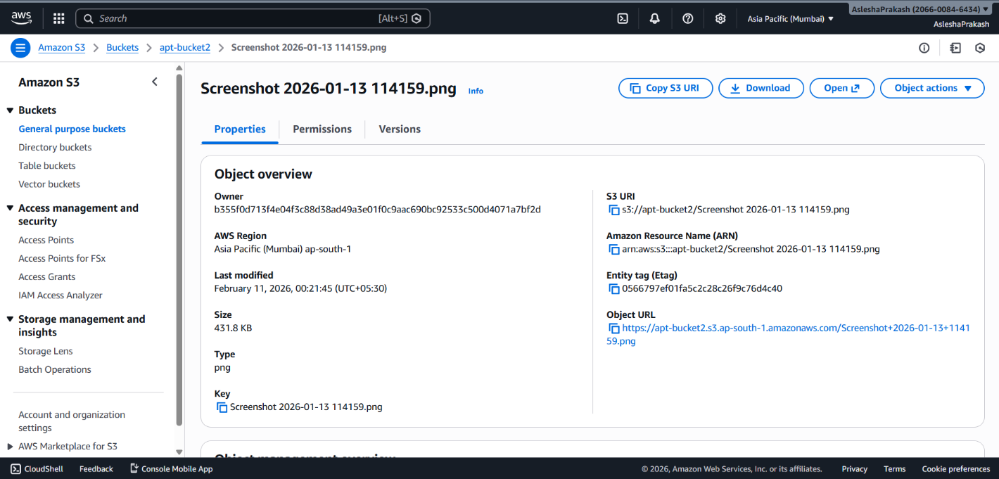 aws
Search [Alt+S]
Asia Pacific (Mumbai)
AsleshaPrakash (2066-0084-6434)
AsleshaPrakash
Amazon S3 Buckets apt-bucket2 Screenshot 2026-01-13 114159.png
Amazon S3
Buckets
General purpose buckets
Directory buckets
Table buckets
Vector buckets
Access management and
security
Access Points
Access Points for FSx
Access Grants
IAM Access Analyzer
Storage management and
insights
Storage Lens
Batch Operations
Account and organization
settings
AWS Marketplace for S3
Screenshot 2026-01-13 114159.png Info
Copy S3 URI Download Open Object actions
Properties Permissions Versions
Object overview
Owner
b355f0d713f4e04f3c88d38ad49a3e01f0c9aac690bc92533c500d4071a7bf2d
AWS Region
Asia Pacific (Mumbai) ap-south-1
Last modified
February 11, 2026, 00:21:45 (UTC+05:30)
Size
431.8 KB
Type
png
Key
Screenshot 2026-01-13 114159.png
S3 URI
s3://apt-bucket2/Screenshot 2026-01-13 114159.png
Amazon Resource Name (ARN)
arn:aws:s3:::apt-bucket2/Screenshot 2026-01-13 114159.png
Entity tag (Etag)
0566797ef01fa5c2c28c26f9c76d4c40
Object URL
https://apt-bucket2.s3.ap-south-1.amazonaws.com/Screenshot+2026-01-13+1141
59.png
Object management overview
CloudShell Feedback Console Mobile App
© 2026, Amazon Web Services, Inc. or its affiliates. Privacy Terms Cookie preferences